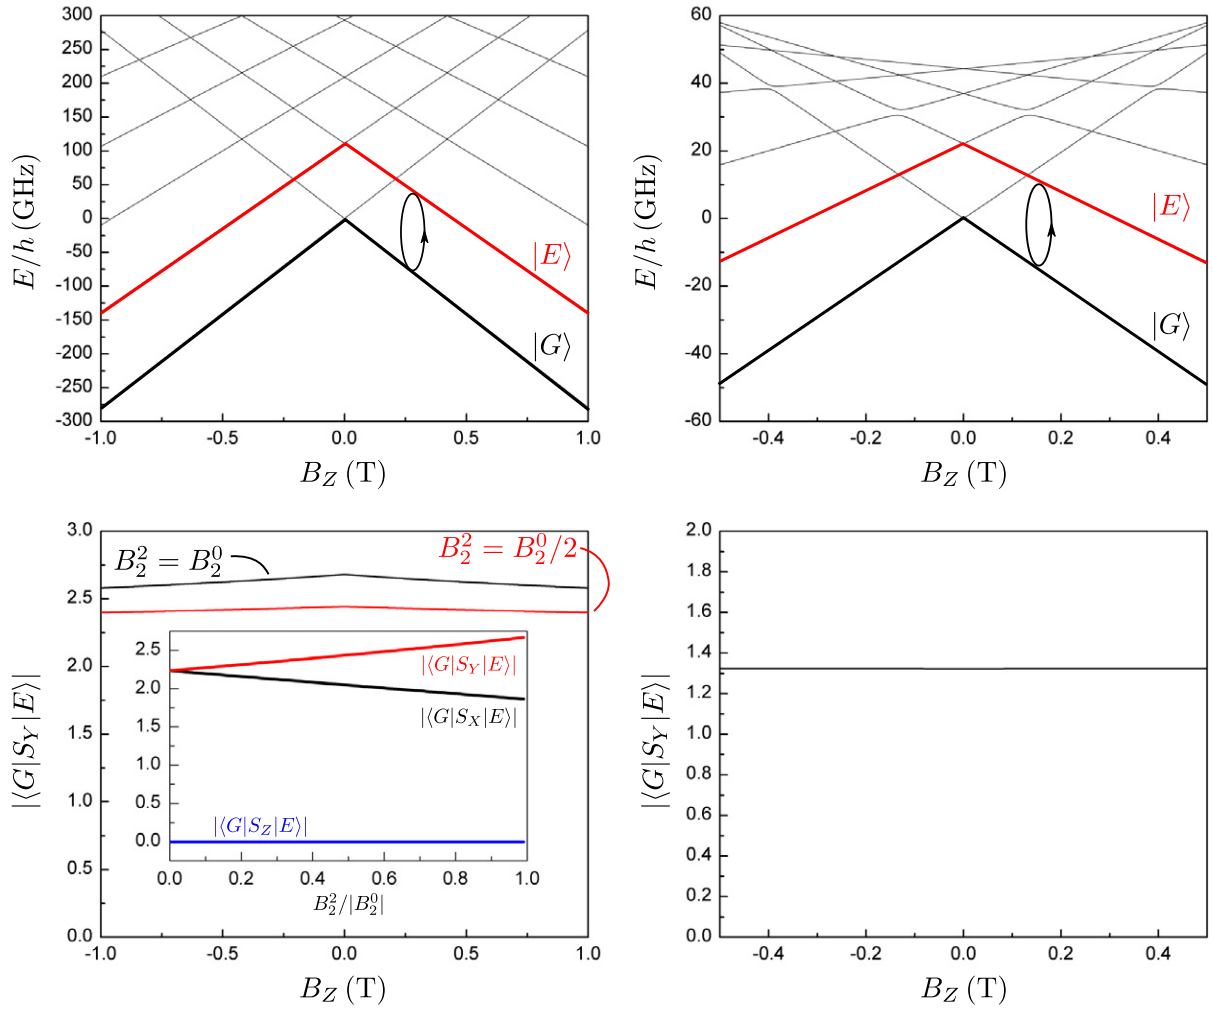 300
250
200
150
100
50
0
-50
-100
-150
-200
-250
-300
E/h (GHz)
|E⟩
|G⟩
-1.0 -0.5 0.0 0.5 1.0
B_Z (T)
60
40
20
0
-20
-40
-60
E/h (GHz)
|E⟩
|G⟩
-0.4 -0.2 0.0 0.2 0.4
B_Z (T)
3.0
2.5
2.0
1.5
1.0
0.5
0.0
|⟨G|S_Y|E⟩|
B_2^2 = B_2^0
B_2^2 = B_2^0/2
2.5
2.0
1.5
1.0
0.5
0.0
|⟨G|S_Y|E⟩|
|⟨G|S_X|E⟩|
|⟨G|S_Z|E⟩|
0.0 0.2 0.4 0.6 0.8 1.0
B_2^2/|B_2^0|
-1.0 -0.5 0.0 0.5 1.0
B_Z (T)
2.0
1.8
1.6
1.4
1.2
1.0
0.8
0.6
0.4
0.2
0.0
|⟨G|S_Y|E⟩|
-0.4 -0.2 0.0 0.2 0.4
B_Z (T)